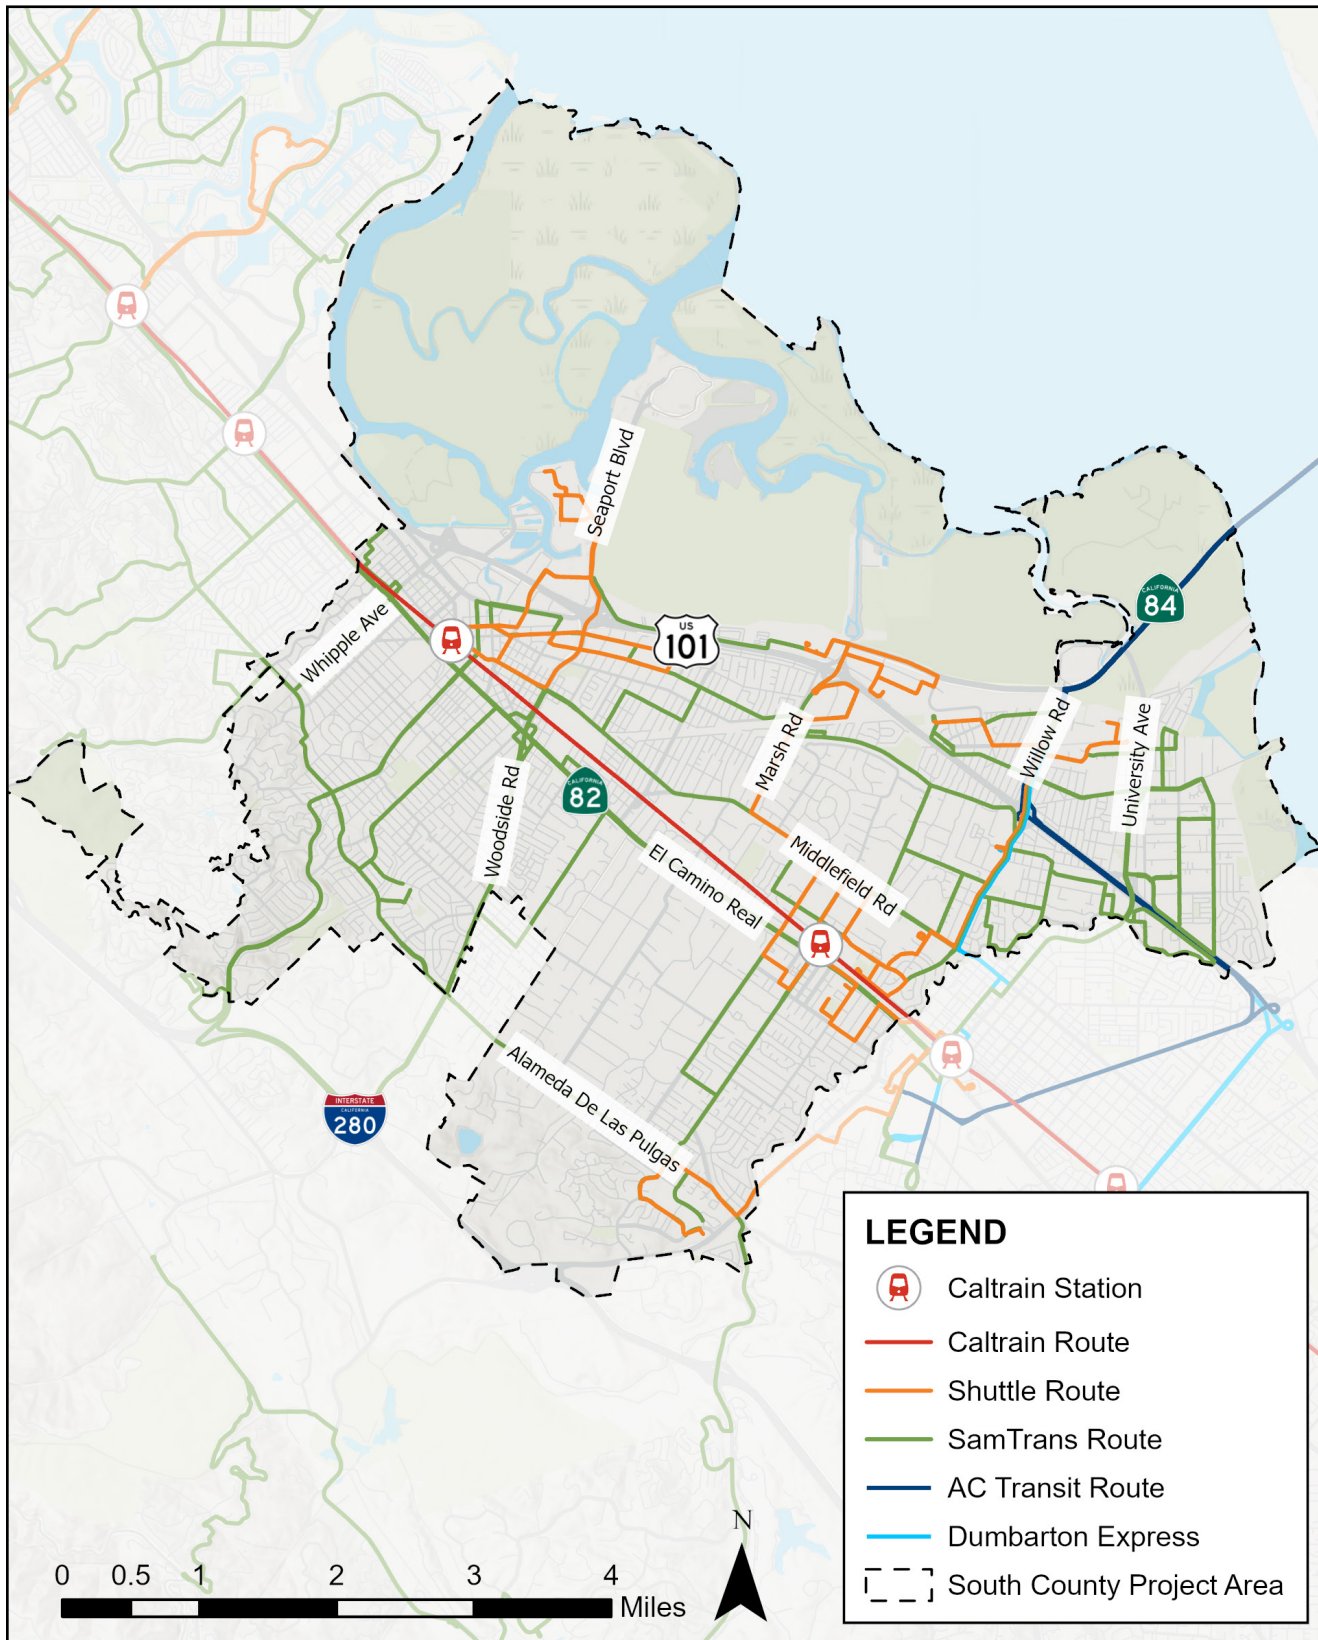 Seaport Blvd
CALIFORNIA
84
US
101
Whipple Ave
Willow Rd
University Ave
Marsh Rd
Woodside Rd
CALIFORNIA
82
Middlefield Rd
El Camino Real
Alameda De Las Pulgas
INTERSTATE
CALIFORNIA
280
LEGEND
Caltrain Station
Caltrain Route
Shuttle Route
SamTrans Route
AC Transit Route
Dumbarton Express
South County Project Area
N
0 0.5 1 2 3 4
Miles